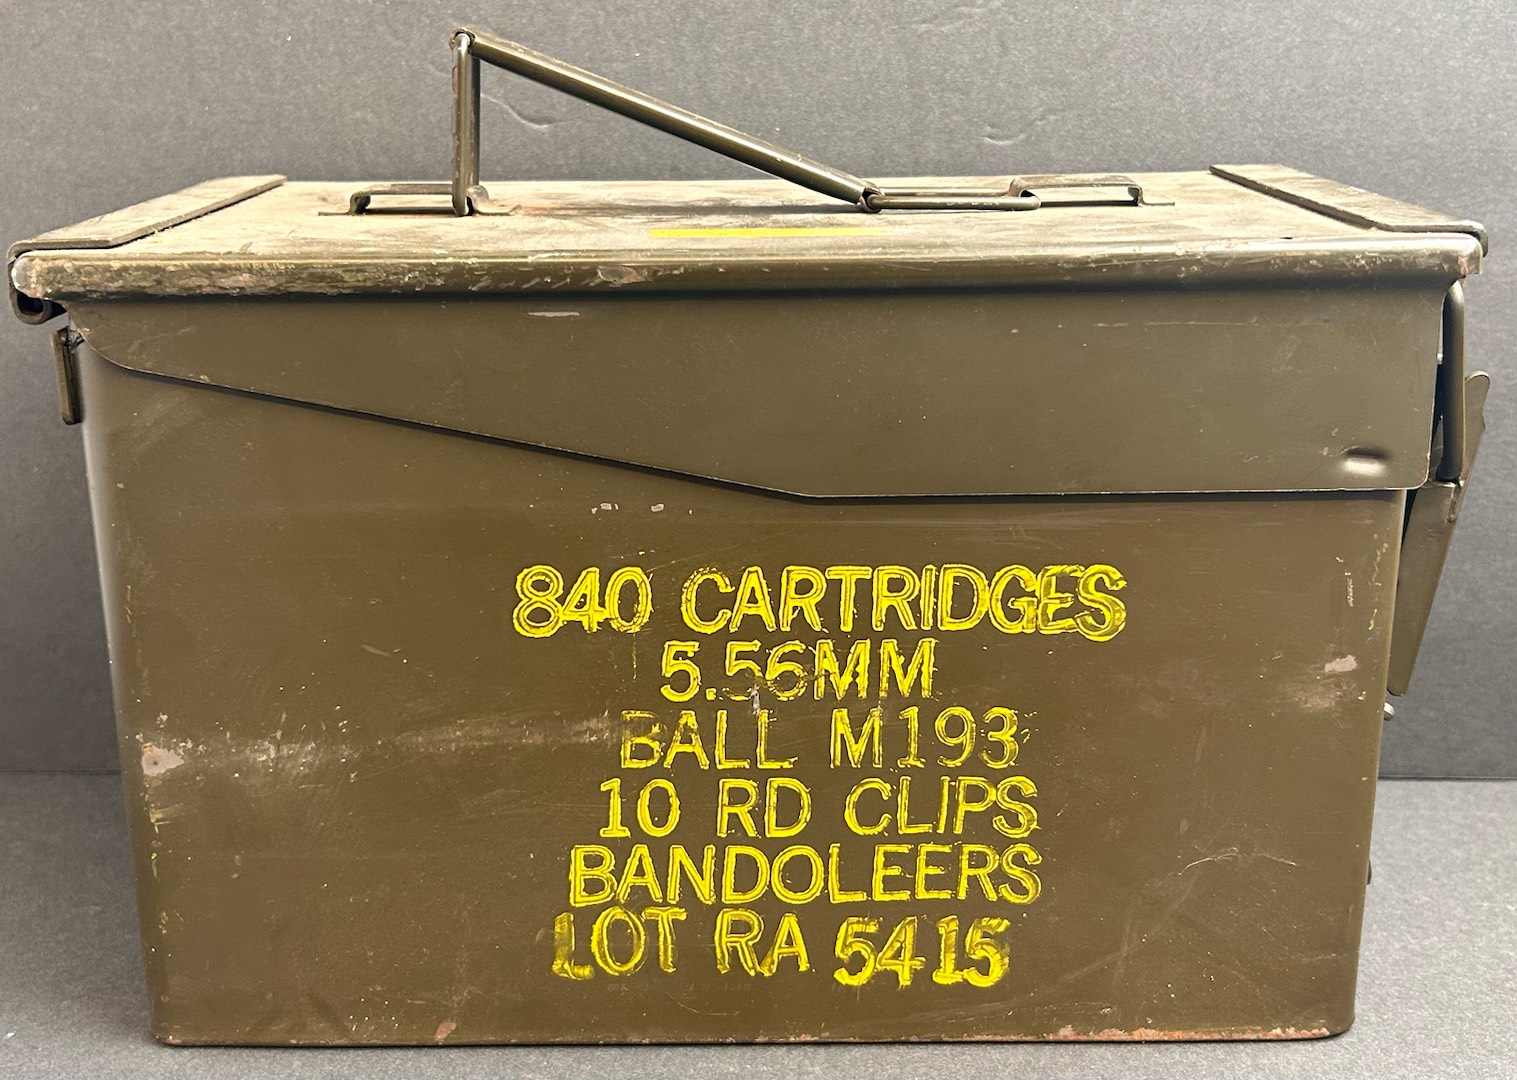 840 CARTRIDGES
5.56MM
BALL M193
10 RD CLIPS
BANDOLEERS
LOT RA 5415